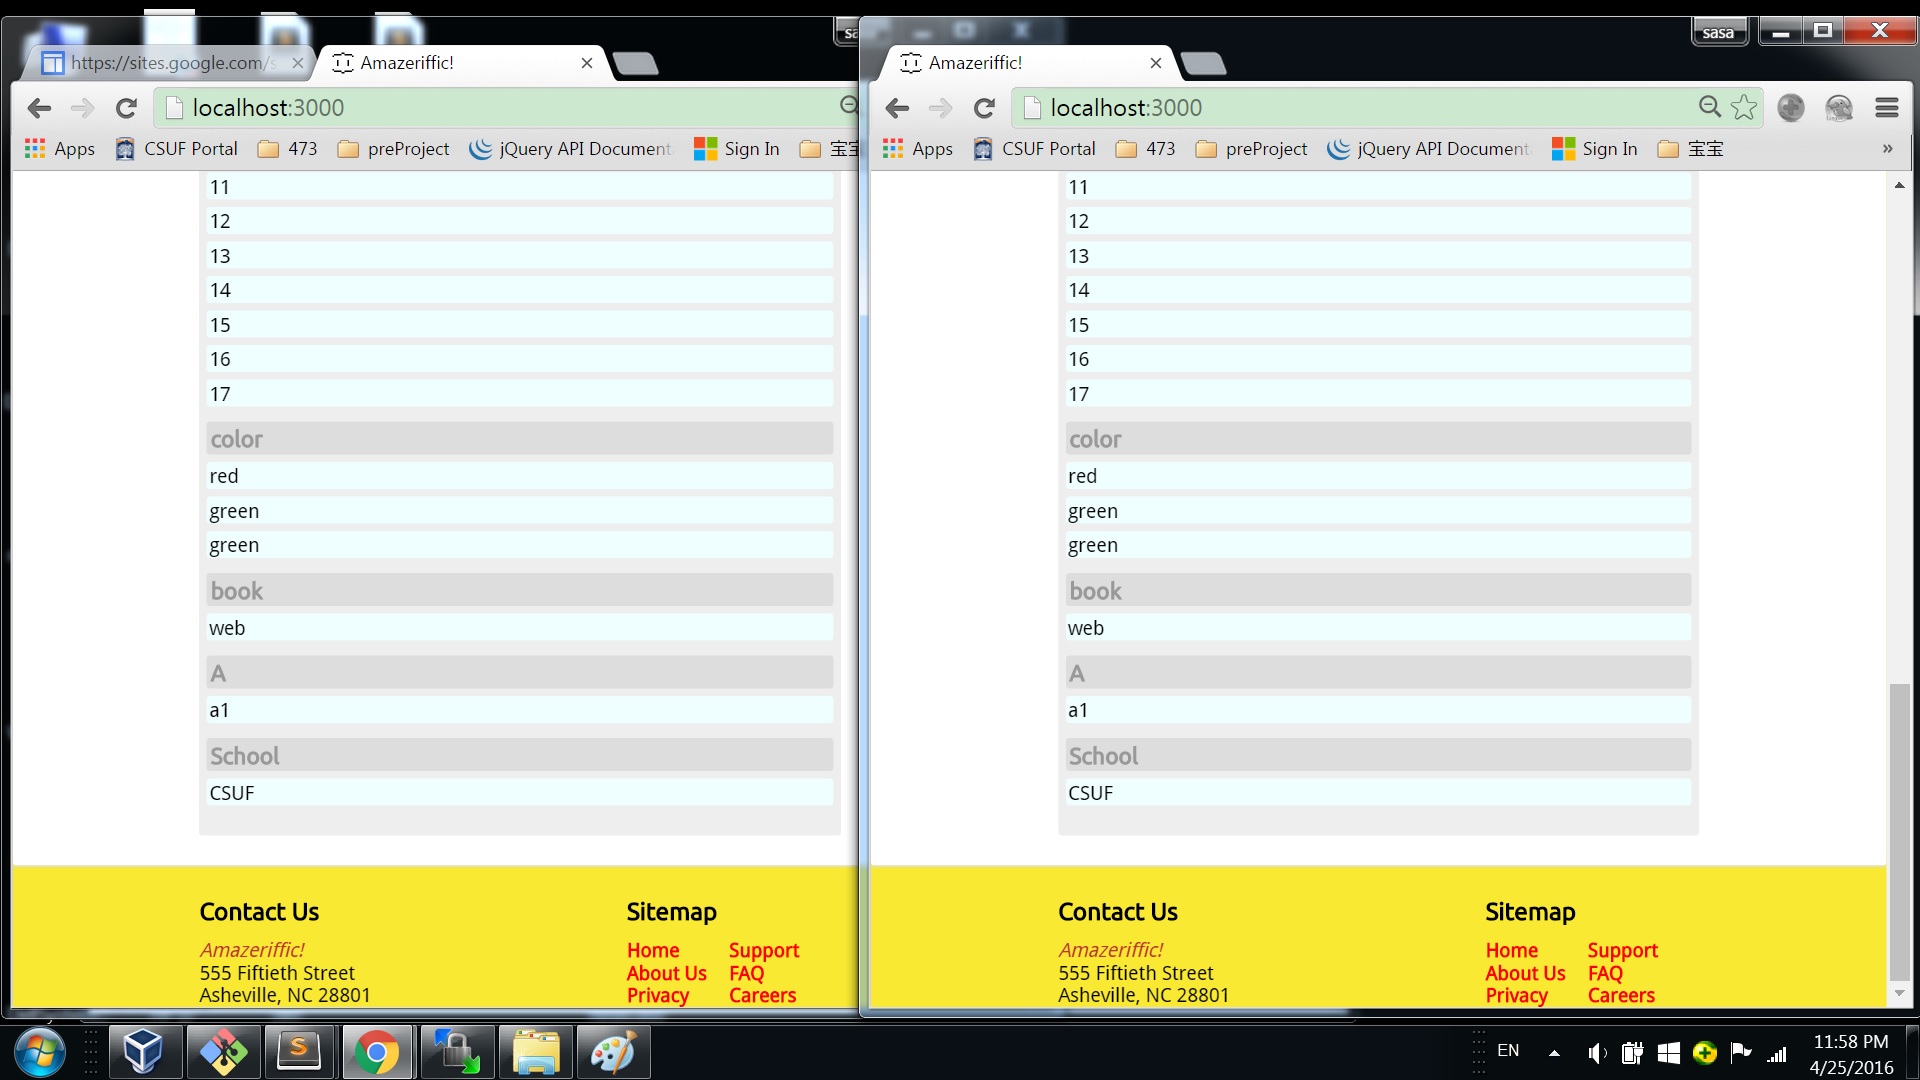 sa
sasa
https://sites.google.com/s
Amazeriffic!
Amazeriffic!
localhost:3000
localhost:3000
Apps CSUF Portal 473 preProject jQuery API Document Sign In 宝
Apps CSUF Portal 473 preProject jQuery API Document Sign In 宝宝 »
11
12
13
14
15
16
17
color
red
green
green
book
web
A
a1
School
CSUF
Contact Us
Amazeriffic!
555 Fiftieth Street
Asheville, NC 28801
Sitemap
Home Support
About Us FAQ
Privacy Careers
11
12
13
14
15
16
17
color
red
green
green
book
web
A
a1
School
CSUF
Contact Us
Amazeriffic!
555 Fiftieth Street
Asheville, NC 28801
Sitemap
Home Support
About Us FAQ
Privacy Careers
EN
11:58 PM
4/25/2016